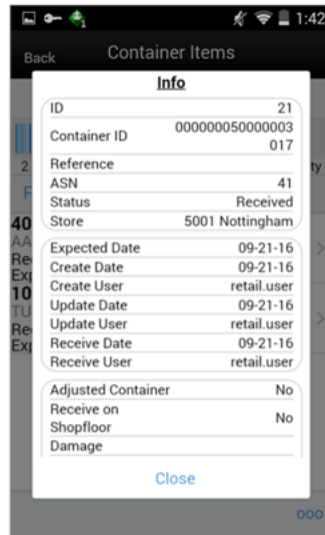 1:42
Back
Container Items
Info
ID 21
Container ID 000000050000003
017
Reference
ASN 41
Status Received
Store 5001 Nottingham
Expected Date 09-21-16
Create Date 09-21-16
Create User retail.user
Update Date 09-21-16
Update User retail.user
Receive Date 09-21-16
Receive User retail.user
Adjusted Container No
Receive on
Shopfloor No
Damage
Close